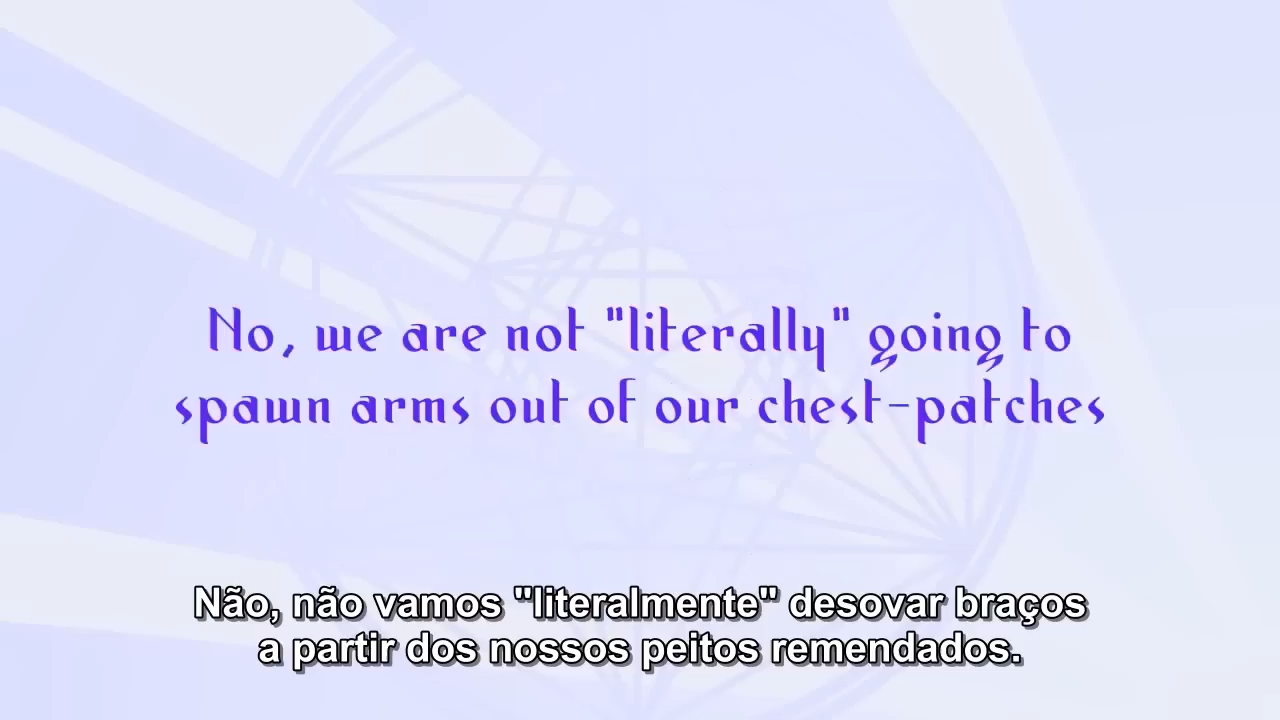 No, we are not "literally" going to
spawn arms out of our chest-patches
Não, não vamos "literalmente" desovar braços
a partir dos nossos peitos remendados.